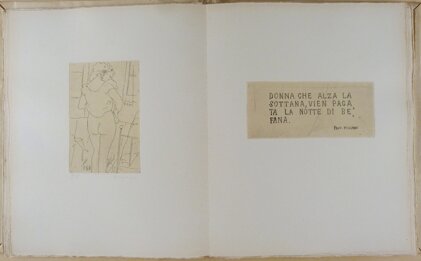 DONNA CHE ALZA LA
SOTTANA, VIEN PAGA
TA LA NOTTE DI BE,
FANA.